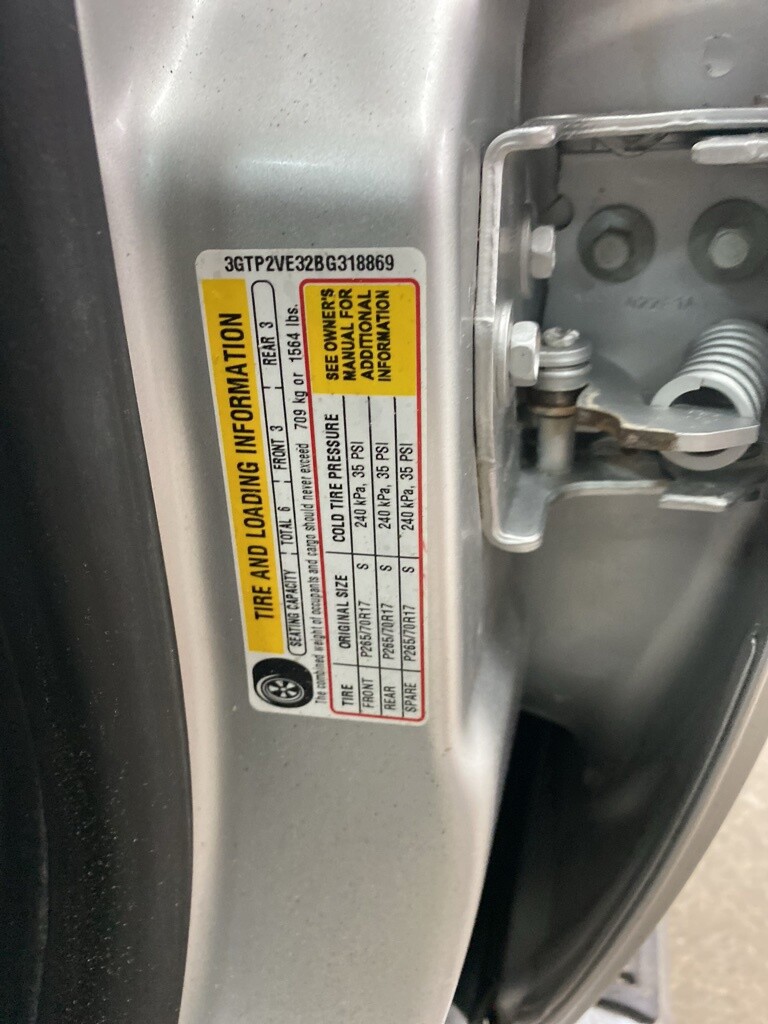 3GTP2VE32BG318869
TIRE AND LOADING INFORMATION
SEATING CAPACITY TOTAL 6 FRONT 3 REAR 3
The combined weight of occupants and cargo should never exceed 709 kg or 1564 lbs.
TIRE ORIGINAL SIZE COLD TIRE PRESSURE
FRONT P265/70R17 S 240 kPa, 35 PSI
REAR P265/70R17 S 240 kPa, 35 PSI
SPARE P265/70R17 S 240 kPa, 35 PSI
SEE OWNER'S
MANUAL FOR
ADDITIONAL
INFORMATION